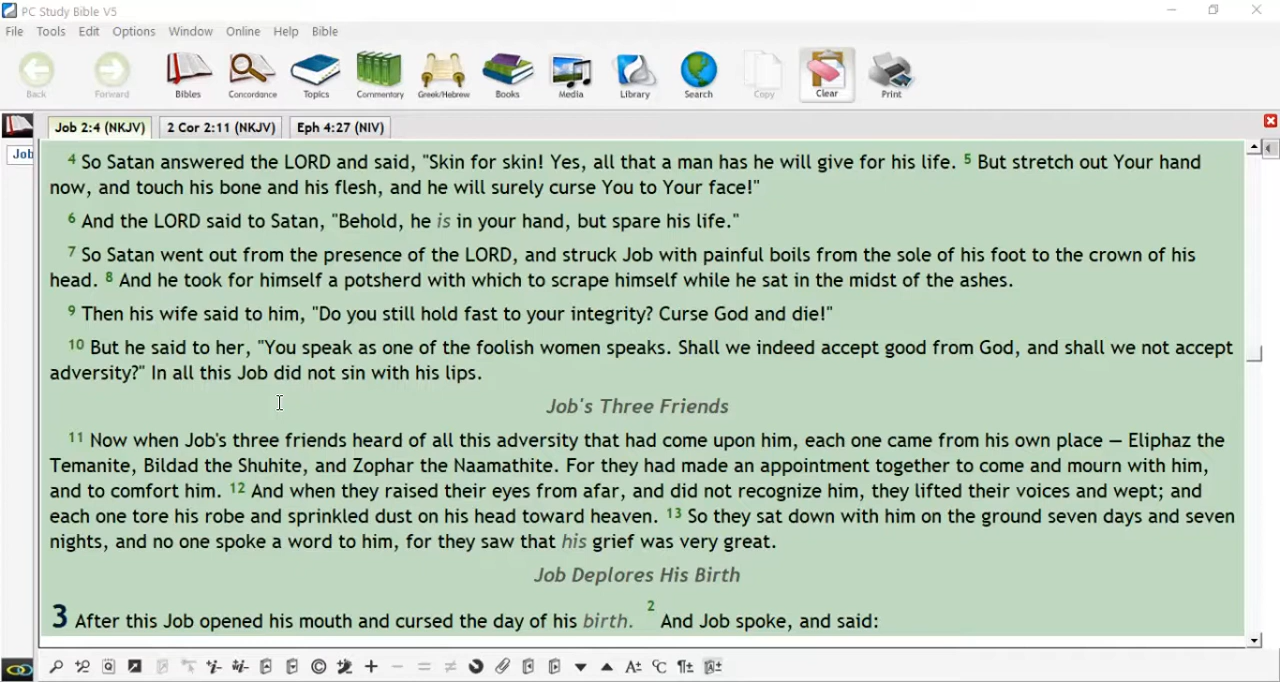 PC Study Bible V5
File Tools Edit Options Window Online Help Bible
Back Forward Bibles Concordance Topics Commentary Greek/Hebrew Books Media Library Search Copy Clear Print
Job 2:4 (NKJV) 2 Cor 2:11 (NKJV) Eph 4:27 (NIV)
Job
4 So Satan answered the LORD and said, "Skin for skin! Yes, all that a man has he will give for his life. 5 But stretch out Your hand
now, and touch his bone and his flesh, and he will surely curse You to Your face!"
6 And the LORD said to Satan, "Behold, he is in your hand, but spare his life."
7 So Satan went out from the presence of the LORD, and struck Job with painful boils from the sole of his foot to the crown of his
head. 8 And he took for himself a potsherd with which to scrape himself while he sat in the midst of the ashes.
9 Then his wife said to him, "Do you still hold fast to your integrity? Curse God and die!"
10 But he said to her, "You speak as one of the foolish women speaks. Shall we indeed accept good from God, and shall we not accept
adversity?" In all this Job did not sin with his lips.
Job's Three Friends
11 Now when Job's three friends heard of all this adversity that had come upon him, each one came from his own place — Eliphaz the
Temanite, Bildad the Shuhite, and Zophar the Naamathite. For they had made an appointment together to come and mourn with him,
and to comfort him. 12 And when they raised their eyes from afar, and did not recognize him, they lifted their voices and wept; and
each one tore his robe and sprinkled dust on his head toward heaven. 13 So they sat down with him on the ground seven days and seven
nights, and no one spoke a word to him, for they saw that his grief was very great.
Job Deplores His Birth
3 After this Job opened his mouth and cursed the day of his birth. 2 And Job spoke, and said: